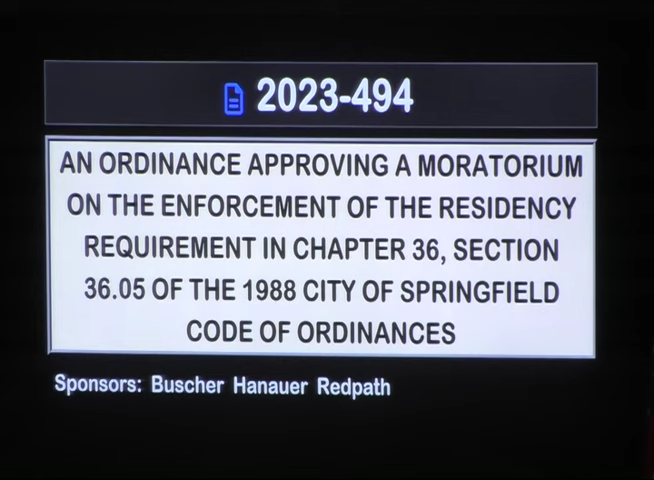 2023-494
AN ORDINANCE APPROVING A MORATORIUM
ON THE ENFORCEMENT OF THE RESIDENCY
REQUIREMENT IN CHAPTER 36, SECTION
36.05 OF THE 1988 CITY OF SPRINGFIELD
CODE OF ORDINANCES
Sponsors: Buscher Hanauer Redpath